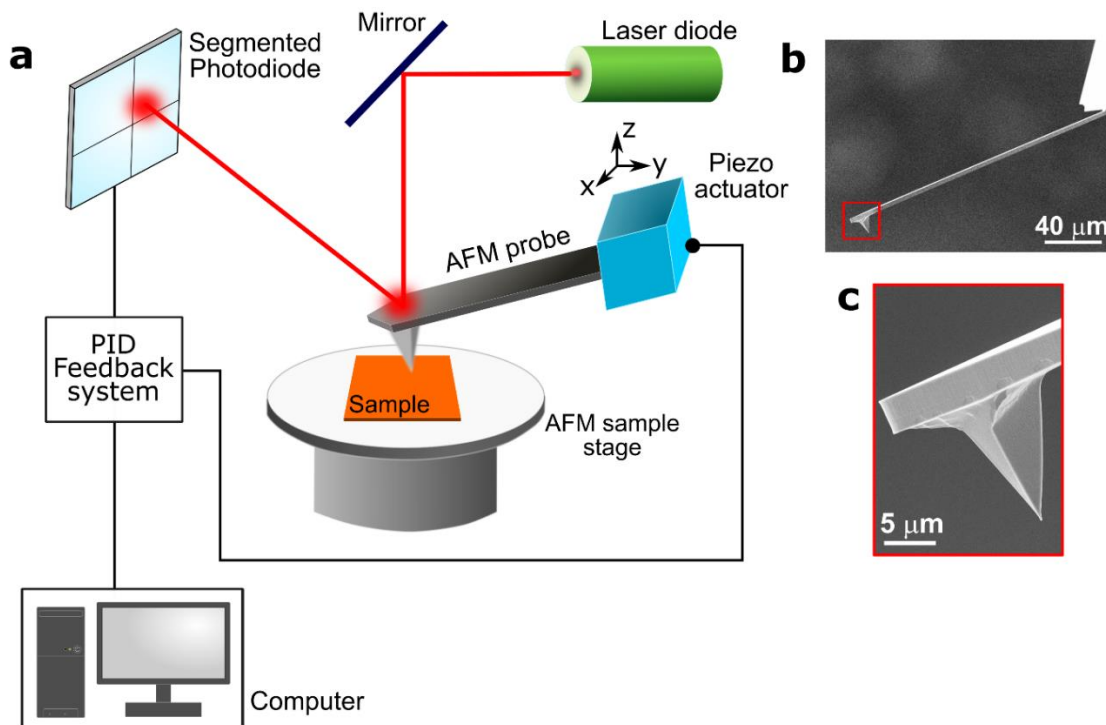 a
Segmented
Photodiode
Mirror
Laser diode
z
y
x
Piezo
actuator
AFM probe
PID
Feedback
system
Sample
AFM sample
stage
Computer
b
40 μm
c
5 μm